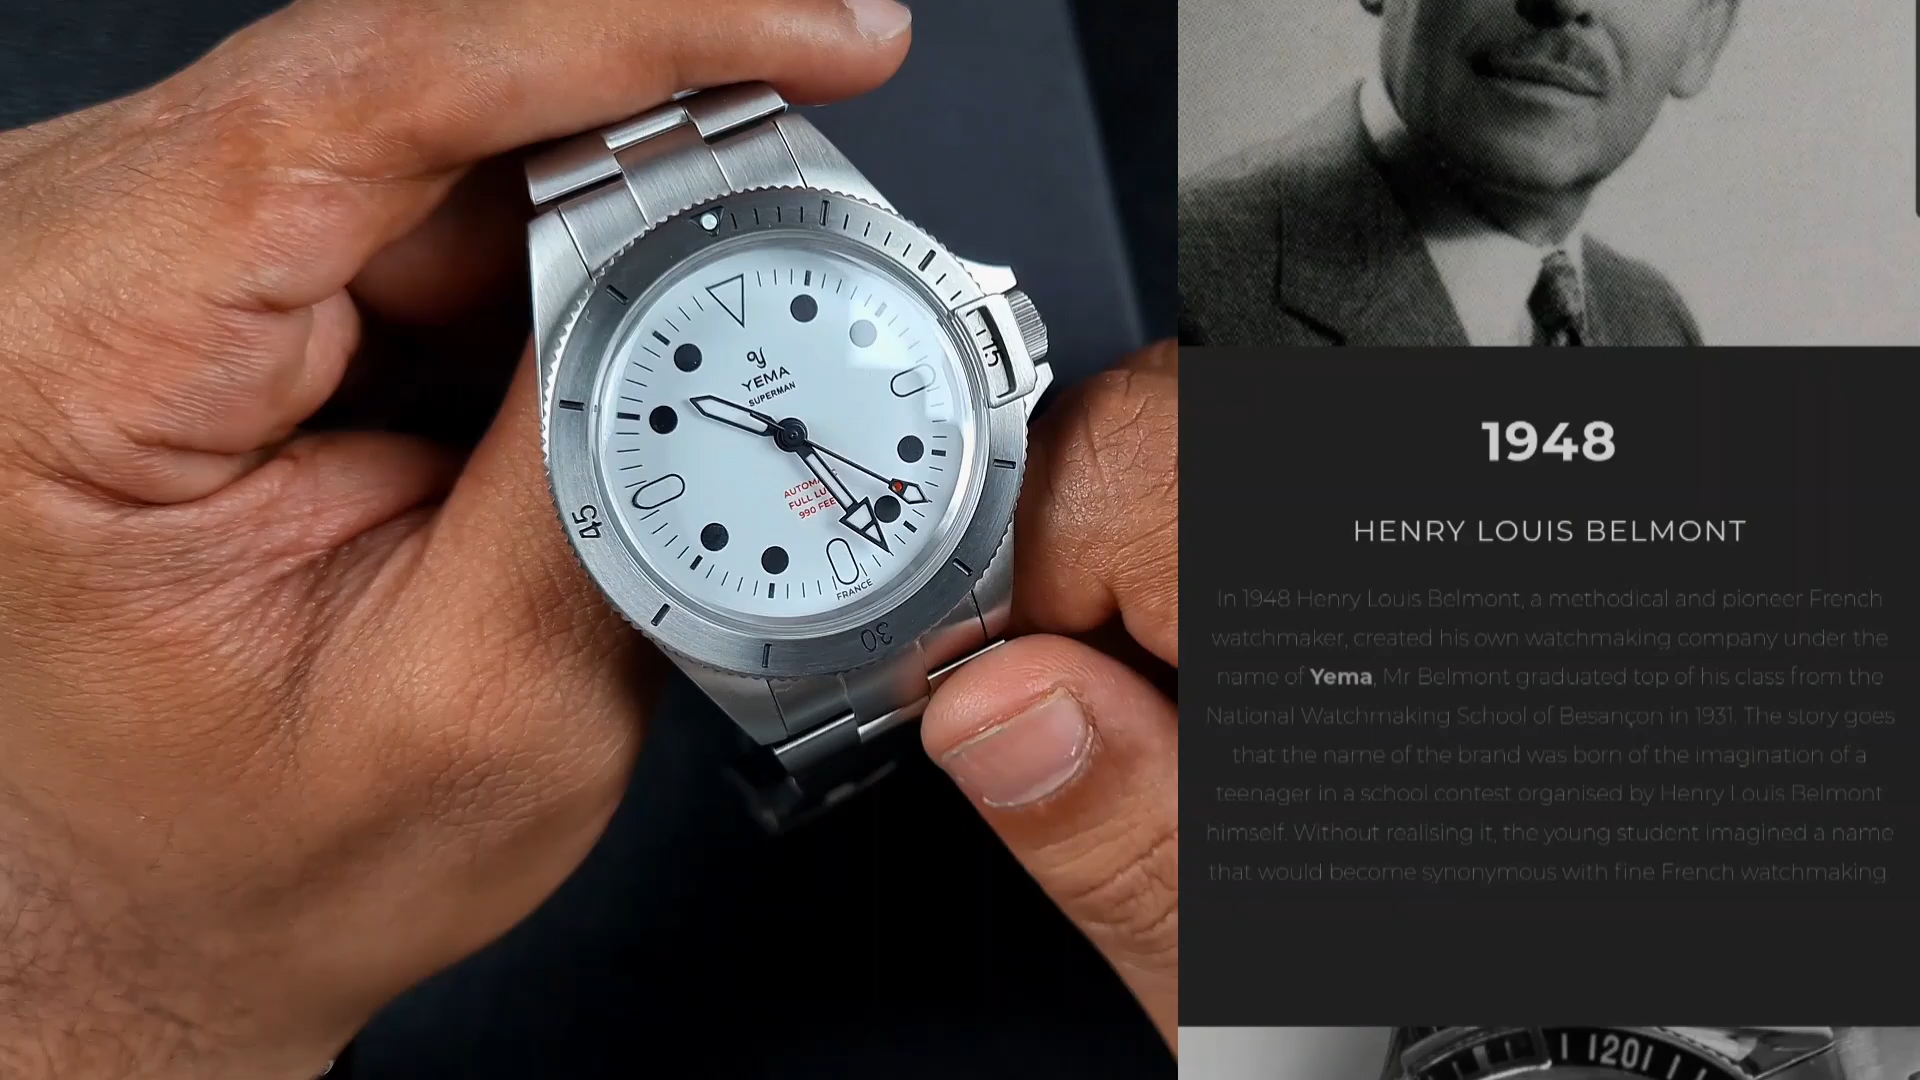 YEMA
SUPERMAN
FULL
990
FRANCE
15
30
45
1948
HENRY LOUIS BELMONT
In 1948 Henry Louis Belmont, a methodical and pioneer French
watchmaker, created his own watchmaking company under the
name of Yema, Mr Belmont graduated top of his class from the
National Watchmaking School of Besançon in 1931. The story goes
that the name of the brand was born of the imagination of a
teenager in a school contest organised by Henry Louis Belmont
himself. Without realising it, the young student imagined a name
that would become synonymous with fine French watchmaking
120